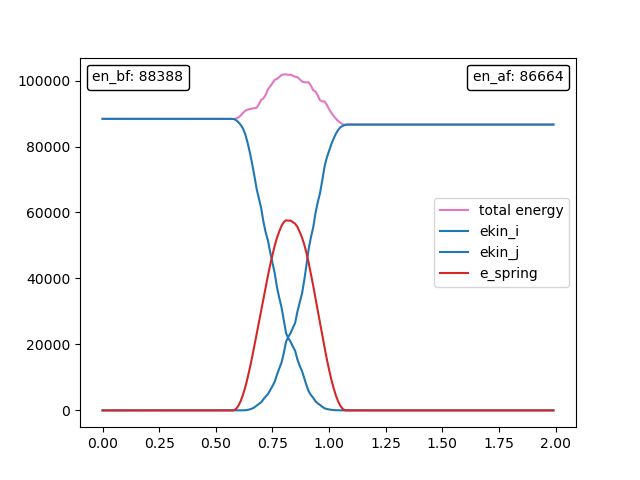 en_bf: 88388
en_af: 86664
100000
80000
60000
40000
20000
0
total energy
ekin_i
ekin_j
e_spring
0.00 0.25 0.50 0.75 1.00 1.25 1.50 1.75 2.00